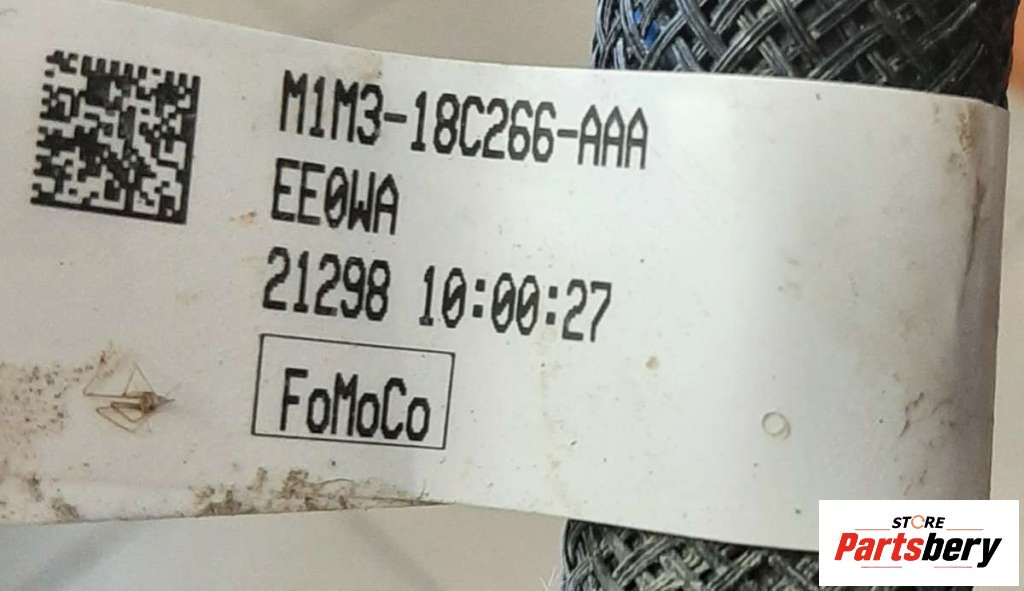 M1M3-18C266-AAA
EE0WA
21298 10:00:27
FoMoCo
STORE
Partsbery